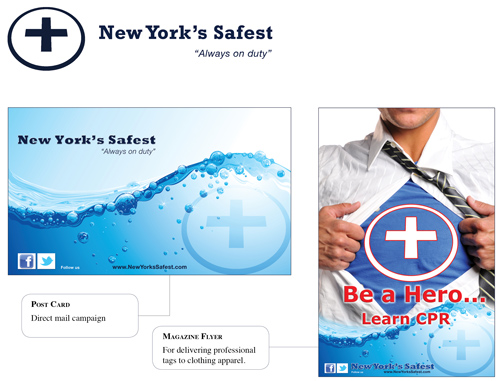 New York's Safest
"Always on duty"
New York's Safest
"Always on duty"
Follow us
www.NewYorksSafest.com
Be a Hero...
Learn CPR
New York's Safest
www.NewYorksSafest.com
Post Card
Direct mail campaign
Magazine Flyer
For delivering professional
tags to clothing apparel.